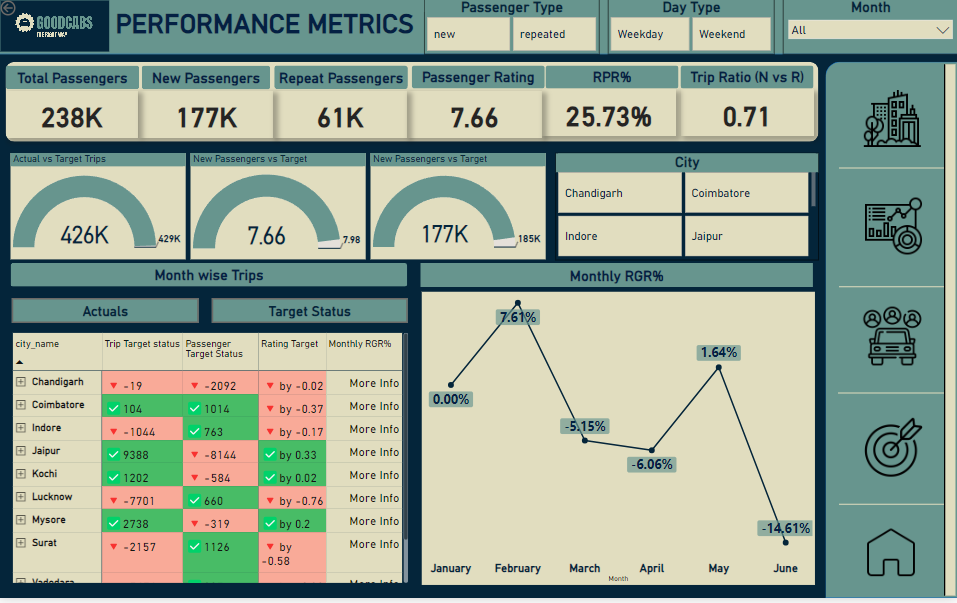 GOODCABS
THE RIGHT WAY
PERFORMANCE METRICS
Passenger Type
new
repeated
Day Type
Weekday
Weekend
Month
All
Total Passengers
238K
New Passengers
177K
Repeat Passengers
61K
Passenger Rating
7.66
RPR%
25.73%
Trip Ratio (N vs R)
0.71
Actual vs Target Trips
426K
429K
New Passengers vs Target
7.66
7.98
New Passengers vs Target
177K
185K
City
Chandigarh
Coimbatore
Indore
Jaipur
Month wise Trips
Actuals
Target Status
city_name Trip Target status Passenger Target Status Rating Target Monthly RGR%
Chandigarh -19 -2092 by -0.02 More Info
Coimbatore 104 1014 by -0.37 More Info
Indore -1044 763 by -0.17 More Info
Jaipur 9388 -8144 by 0.33 More Info
Kochi 1202 -584 by 0.02 More Info
Lucknow -7701 660 by -0.76 More Info
Mysore 2738 -319 by 0.2 More Info
Surat -2157 1126 by -0.58 More Info
Vadodara More Info
Monthly RGR%
0.00%
7.61%
-5.15%
-6.06%
1.64%
-14.61%
January February March April May June
Month